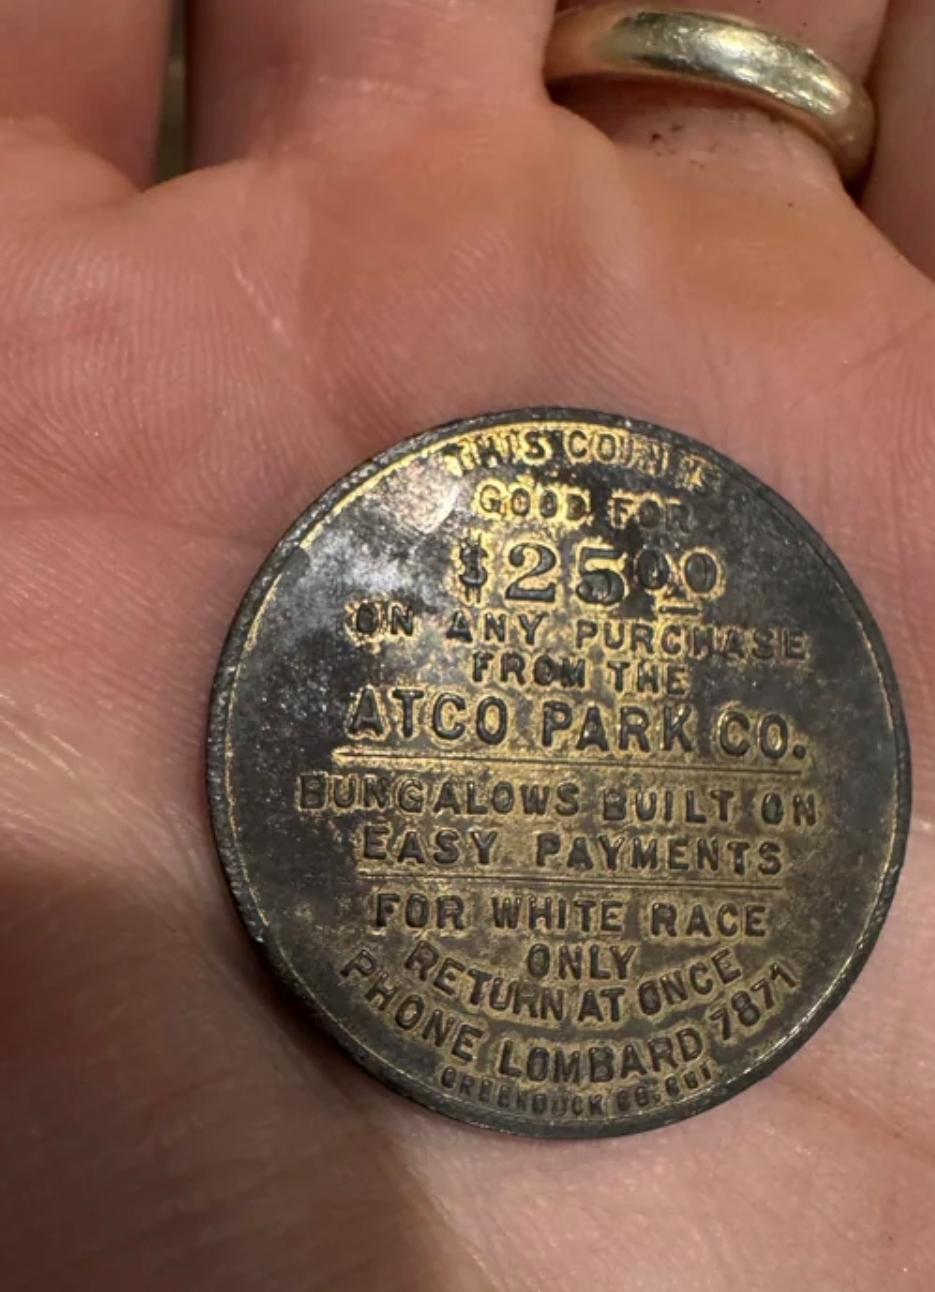 THIS COIN IS
GOOD FOR
$2500
ON ANY PURCHASE
FROM THE
ATCO PARK CO.
BUNGALOWS BUILT ON
EASY PAYMENTS
FOR WHITE RACE
ONLY
RETURN AT ONCE
PHONE LOMBARD 7871
GREENDUCK CO. CHI.